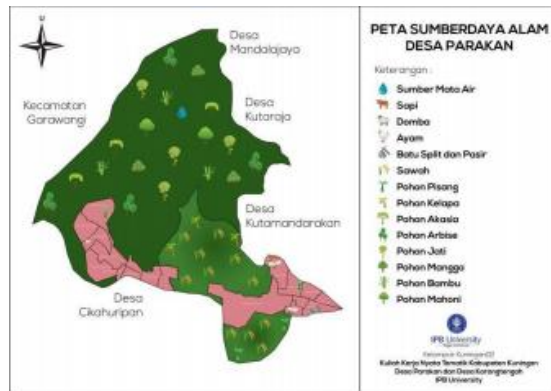 U
Desa
Mandalajaya
Kecamatan
Garawangi
Desa
Kutaraja
Desa
Kutamandarakan
Desa
Cikahuripan
PETA SUMBERDAYA ALAM
DESA PARAKAN
Keterangan :
Sumber Mata Air
Sapi
Domba
Ayam
Batu Split dan Pasir
Sawah
Pohon Pisang
Pohon Kelapa
Pohon Akasia
Pohon Arbise
Pohon Jati
Pohon Mangga
Pohon Bambu
Pohon Mahoni
IPB University
Kuliah Kerja Nyata Tematik Kabupaten Kuningan
Desa Parakan dan Desa Karangtengah
IPB University